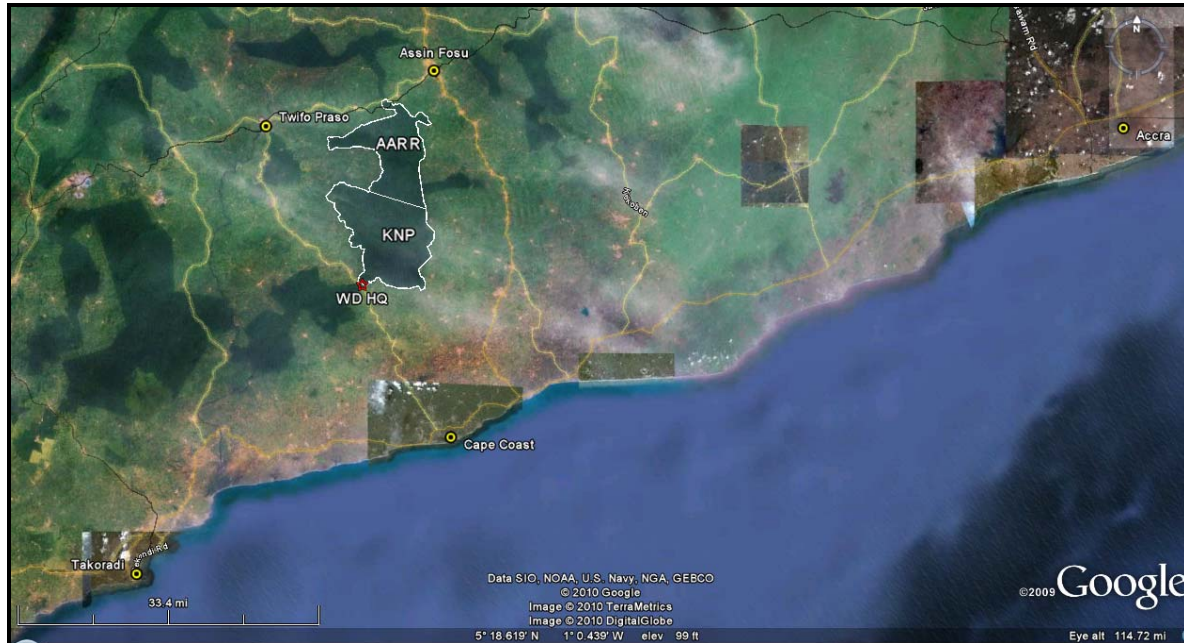 Assin Fosu
Twifo Praso
Accra
AARR
KNP
WD HQ
Cape Coast
Takoradi
33.4 mi
Data SIO, NOAA, U.S. Navy, NGA, GEBCO
© 2010 Google
Image © 2010 TerraMetrics
Image © 2010 DigitalGlobe
©2009 Google
5° 18.619' N 1° 0.439' W elev 99 ft
Eye alt 114.72 mi
N